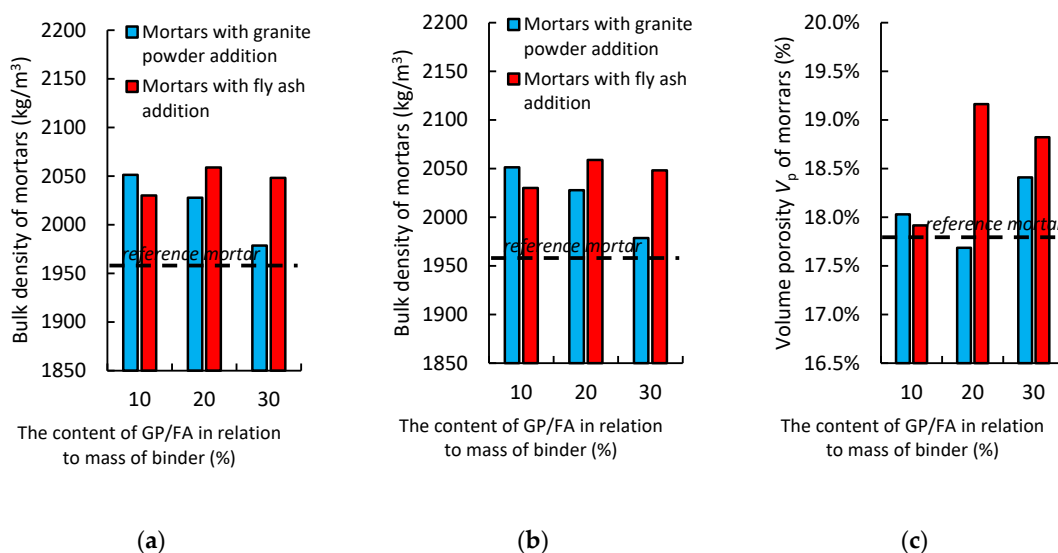 Bulk density of mortars (kg/m³)
2200
2150
2100
2050
2000
1950
1900
1850
Mortars with granite
powder addition
Mortars with fly ash
addition
reference mortar
10 20 30
The content of GP/FA in relation
to mass of binder (%)
(a)
Bulk density of mortars (kg/m³)
2200
2150
2100
2050
2000
1950
1900
1850
Mortars with granite
powder addition
Mortars with fly ash
addition
reference mortar
10 20 30
The content of GP/FA in relation
to mass of binder (%)
(b)
Volume porosity Vp of morrars (%)
20.0%
19.5%
19.0%
18.5%
18.0%
17.5%
17.0%
16.5%
reference mortar
10 20 30
The content of GP/FA in relation
to mass of binder (%)
(c)